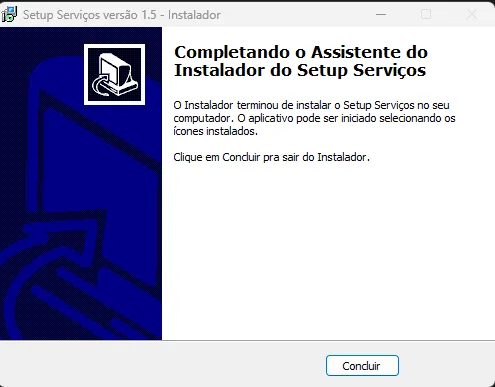 Setup Serviços versão 1.5 - Instalador
Completando o Assistente do
Instalador do Setup Serviços
O Instalador terminou de instalar o Setup Serviços no seu
computador. O aplicativo pode ser iniciado selecionando os
ícones instalados.
Clique em Concluir pra sair do Instalador.
Concluir